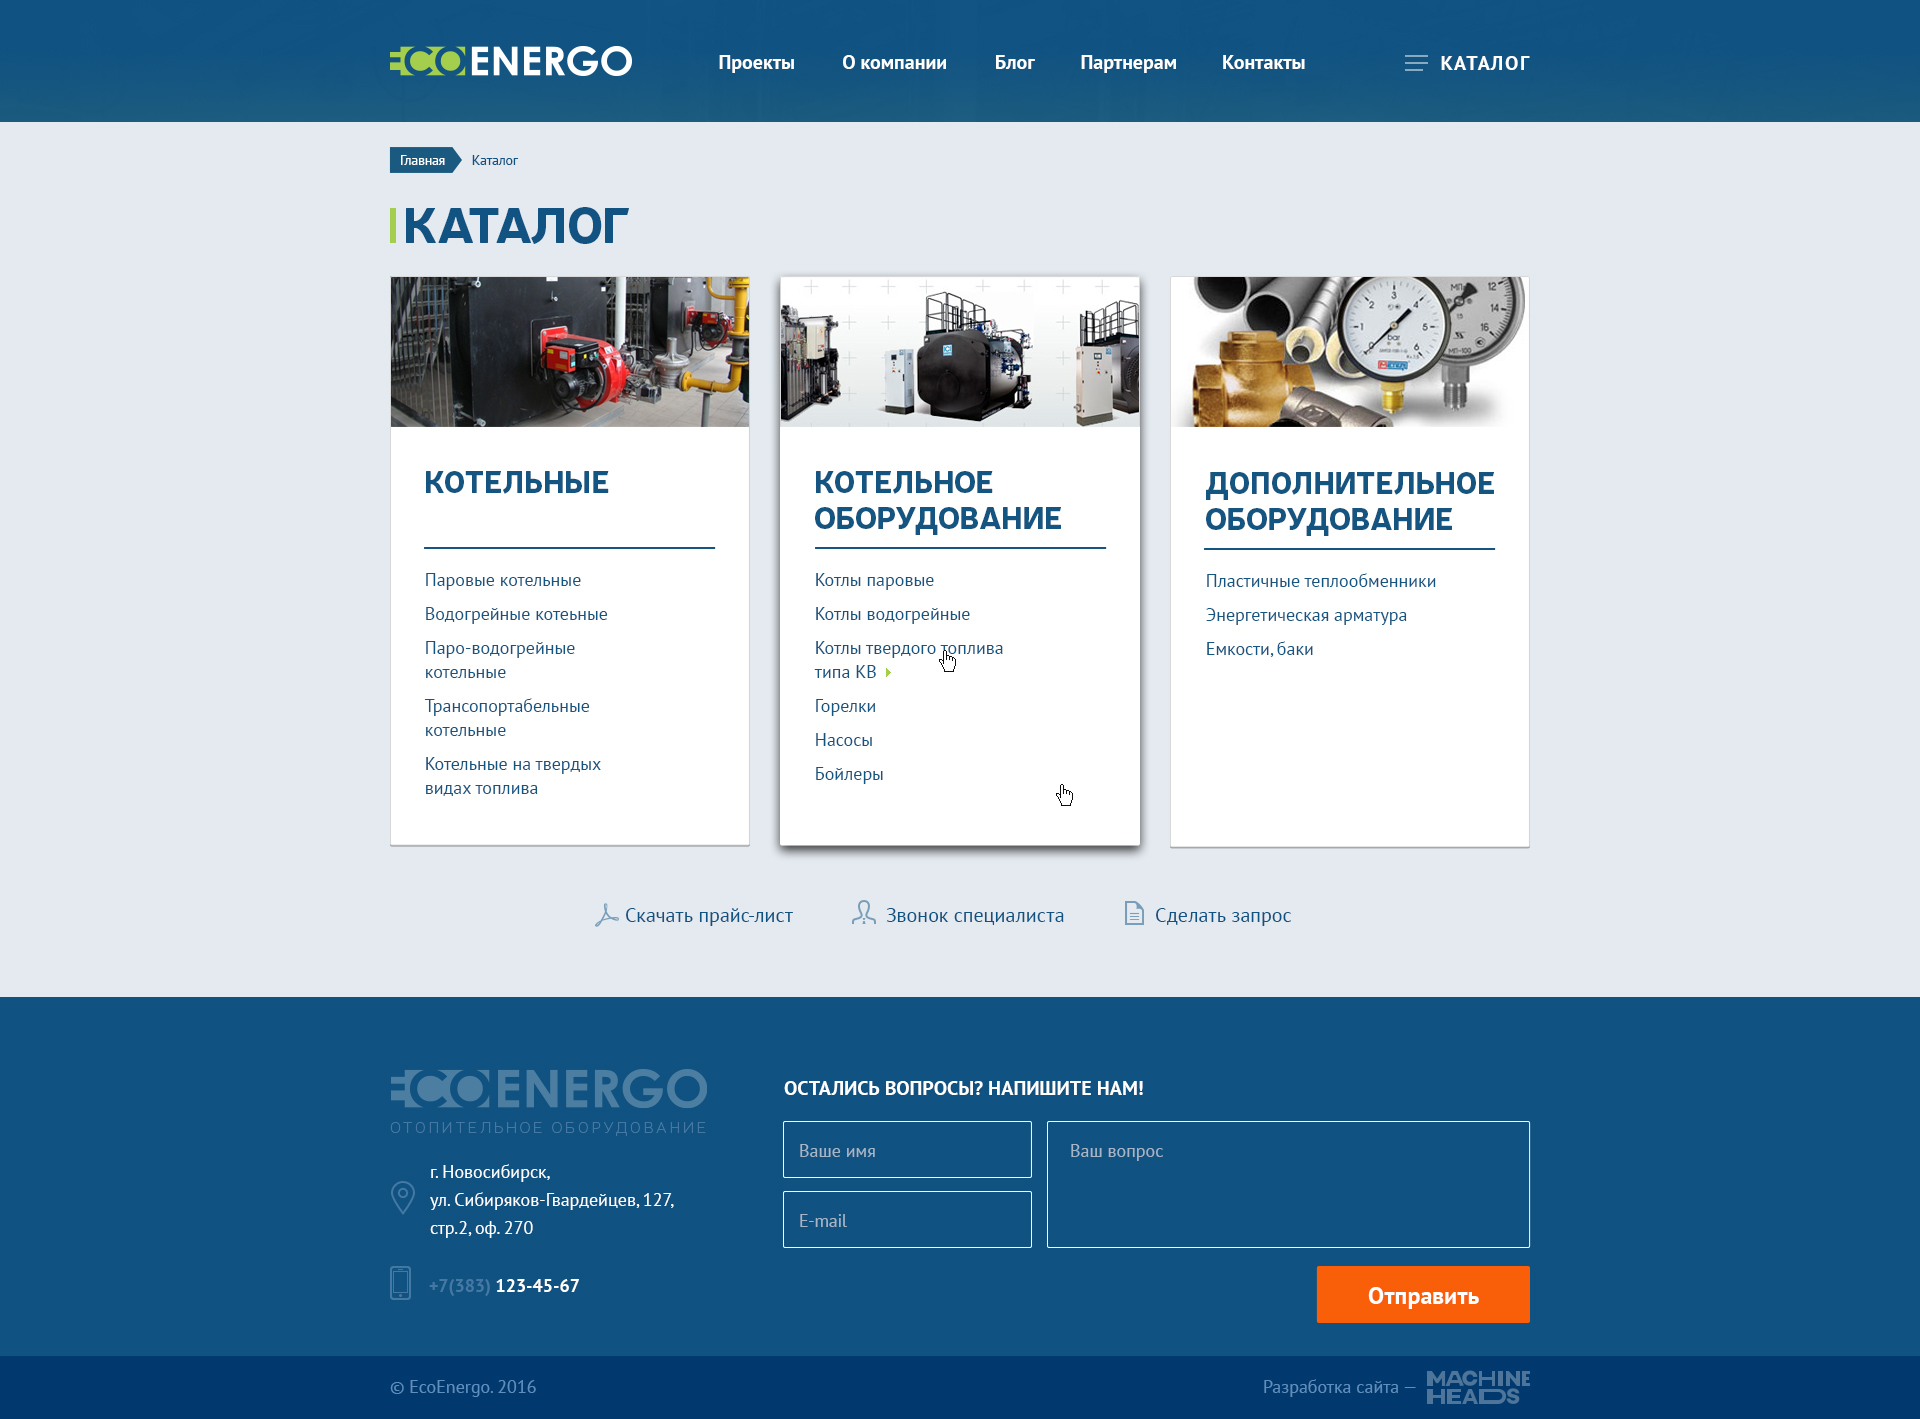 ECOENERGO
Проекты О компании Блог Партнерам Контакты КАТАЛОГ
Главная Каталог
КАТАЛОГ
КОТЕЛЬНЫЕ
Паровые котельные
Водогрейные котеьные
Паро-водогрейные
котельные
Трансопортабельные
котельные
Котельные на твердых
видах топлива
КОТЕЛЬНОЕ
ОБОРУДОВАНИЕ
Котлы паровые
Котлы водогрейные
Котлы твердого топлива
типа КВ
Горелки
Насосы
Бойлеры
ДОПОЛНИТЕЛЬНОЕ
ОБОРУДОВАНИЕ
Пластичные теплообменники
Энергетическая арматура
Емкости, баки
Скачать прайс-лист Звонок специалиста Сделать запрос
ECOENERGO
ОТОПИТЕЛЬНОЕ ОБОРУДОВАНИЕ
г. Новосибирск,
ул. Сибиряков-Гвардейцев, 127,
стр.2, оф. 270
+7(383) 123-45-67
ОСТАЛИСЬ ВОПРОСЫ? НАПИШИТЕ НАМ!
Ваше имя
E-mail
Ваш вопрос
Отправить
© EcoEnergo. 2016
Разработка сайта —
MACHINE
HEADS